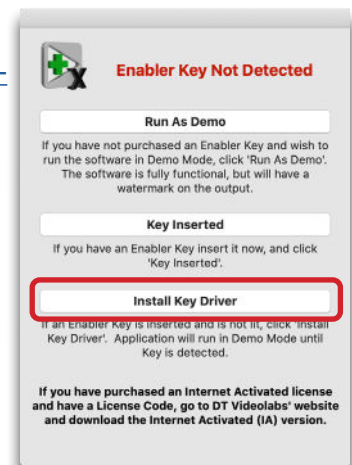 Enabler Key Not Detected
Run As Demo
If you have not purchased an Enabler Key and wish to
run the software in Demo Mode, click 'Run As Demo'.
The software is fully functional, but will have a
watermark on the output.
Key Inserted
If you have an Enabler Key insert it now, and click
'Key Inserted'.
Install Key Driver
If an Enabler Key is inserted and is not lit, click 'Install
Key Driver'. Application will run in Demo Mode until
Key is detected.
If you have purchased an Internet Activated license
and have a License Code, go to DT Videolabs' website
and download the Internet Activated (IA) version.